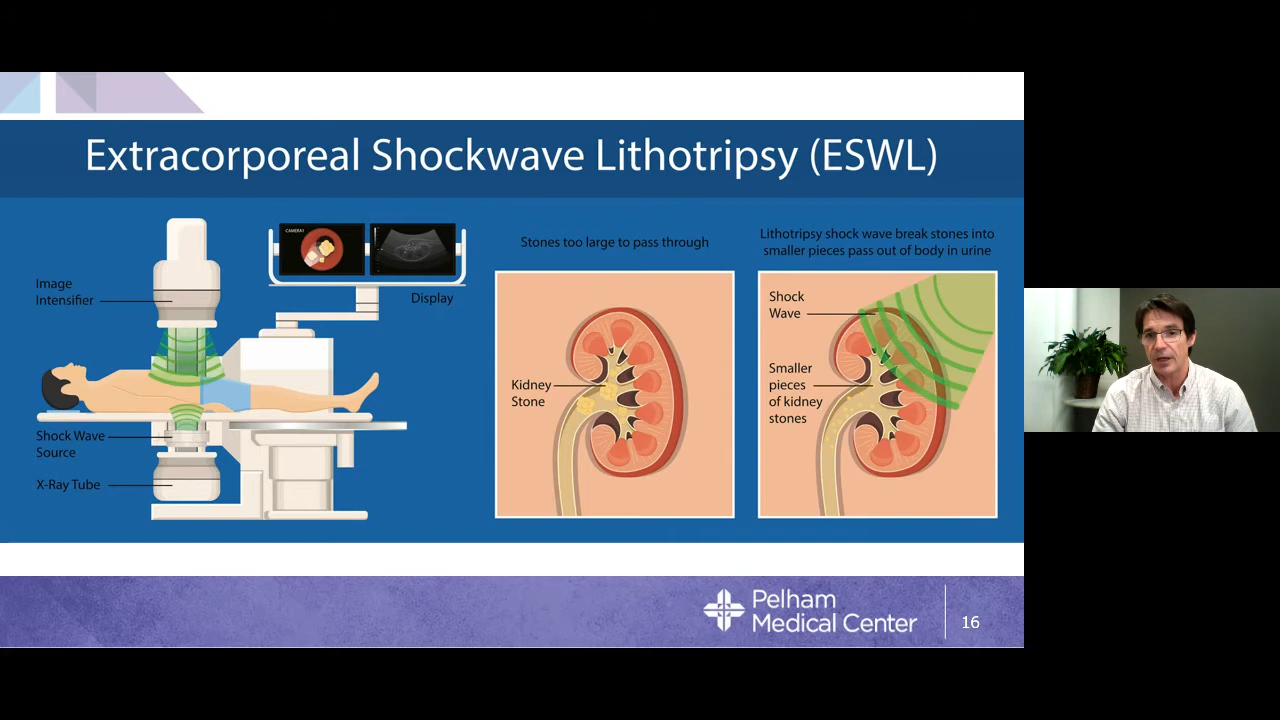 Extracorporeal Shockwave Lithotripsy (ESWL)
CAMERA1
Image
Intensifier
Display
Shock Wave
Source
X-Ray Tube
Stones too large to pass through
Kidney
Stone
Lithotripsy shock wave break stones into
smaller pieces pass out of body in urine
Shock
Wave
Smaller
pieces
of kidney
stones
Pelham
Medical Center
16